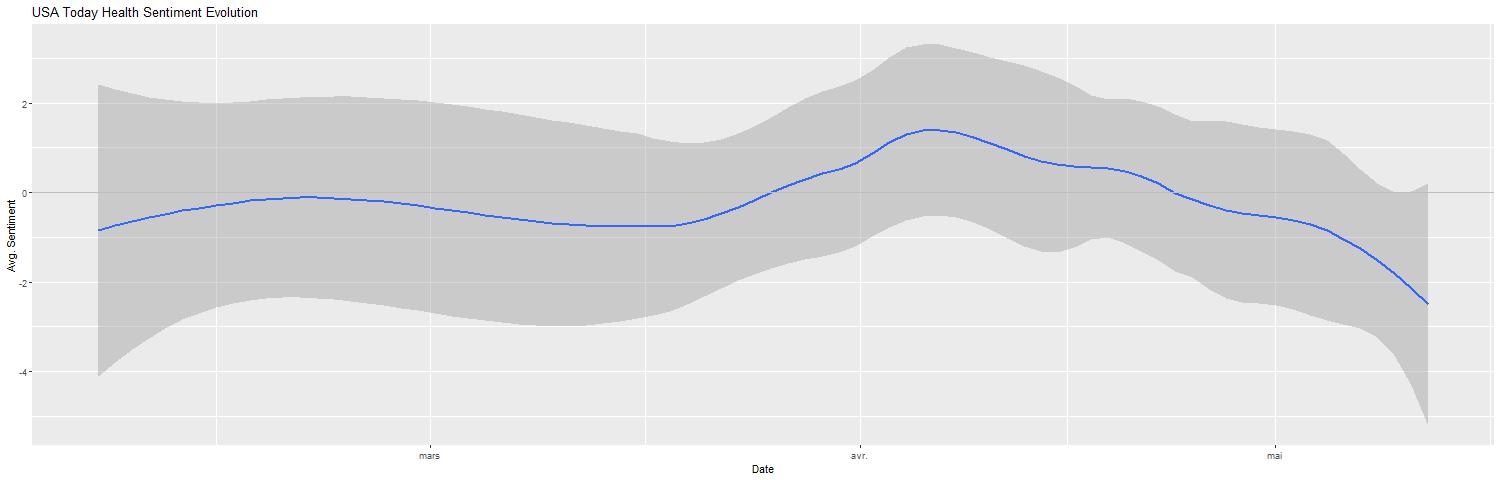 USA Today Health Sentiment Evolution
Avg. Sentiment
2
0
-2
-4
mars
avr.
mai
Date